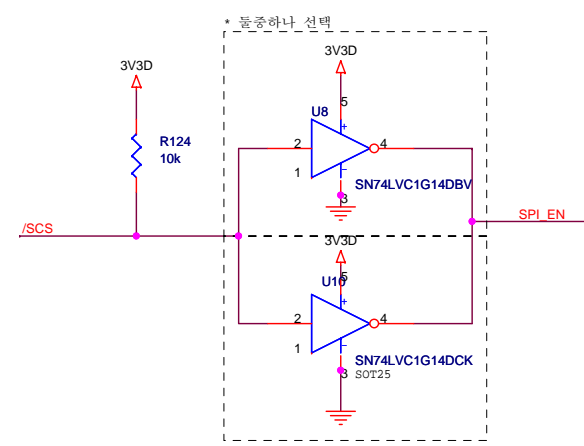 * 둘중하나 선택
3V3D
3V3D
5
U8
R124
10k
2
4
1
+
-
SN74LVC1G14DBV
3
/SCS
SPI_EN
3V3D
5
U10
+
2
4
1
-
SN74LVC1G14DCK
3
SOT25